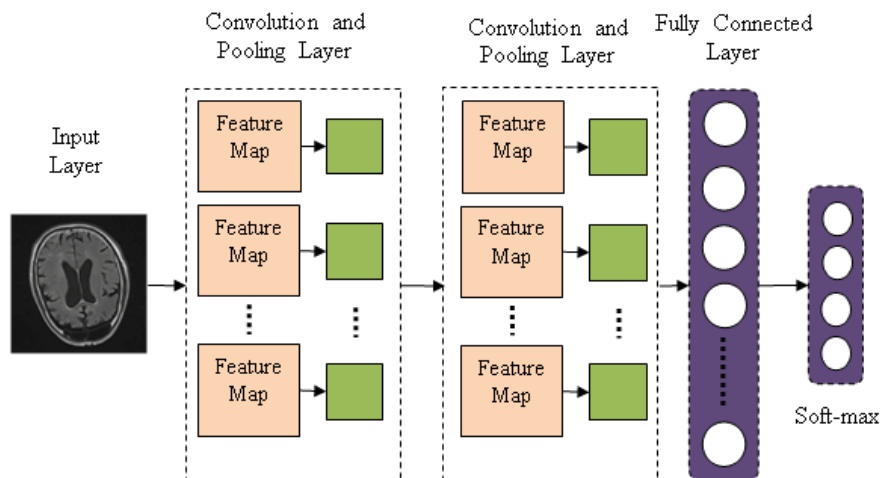 Convolution and
Pooling Layer
Convolution and
Pooling Layer
Fully Connected
Layer
Input
Layer
Feature
Map
Feature
Map
Feature
Map
Feature
Map
Feature
Map
Feature
Map
Soft-max